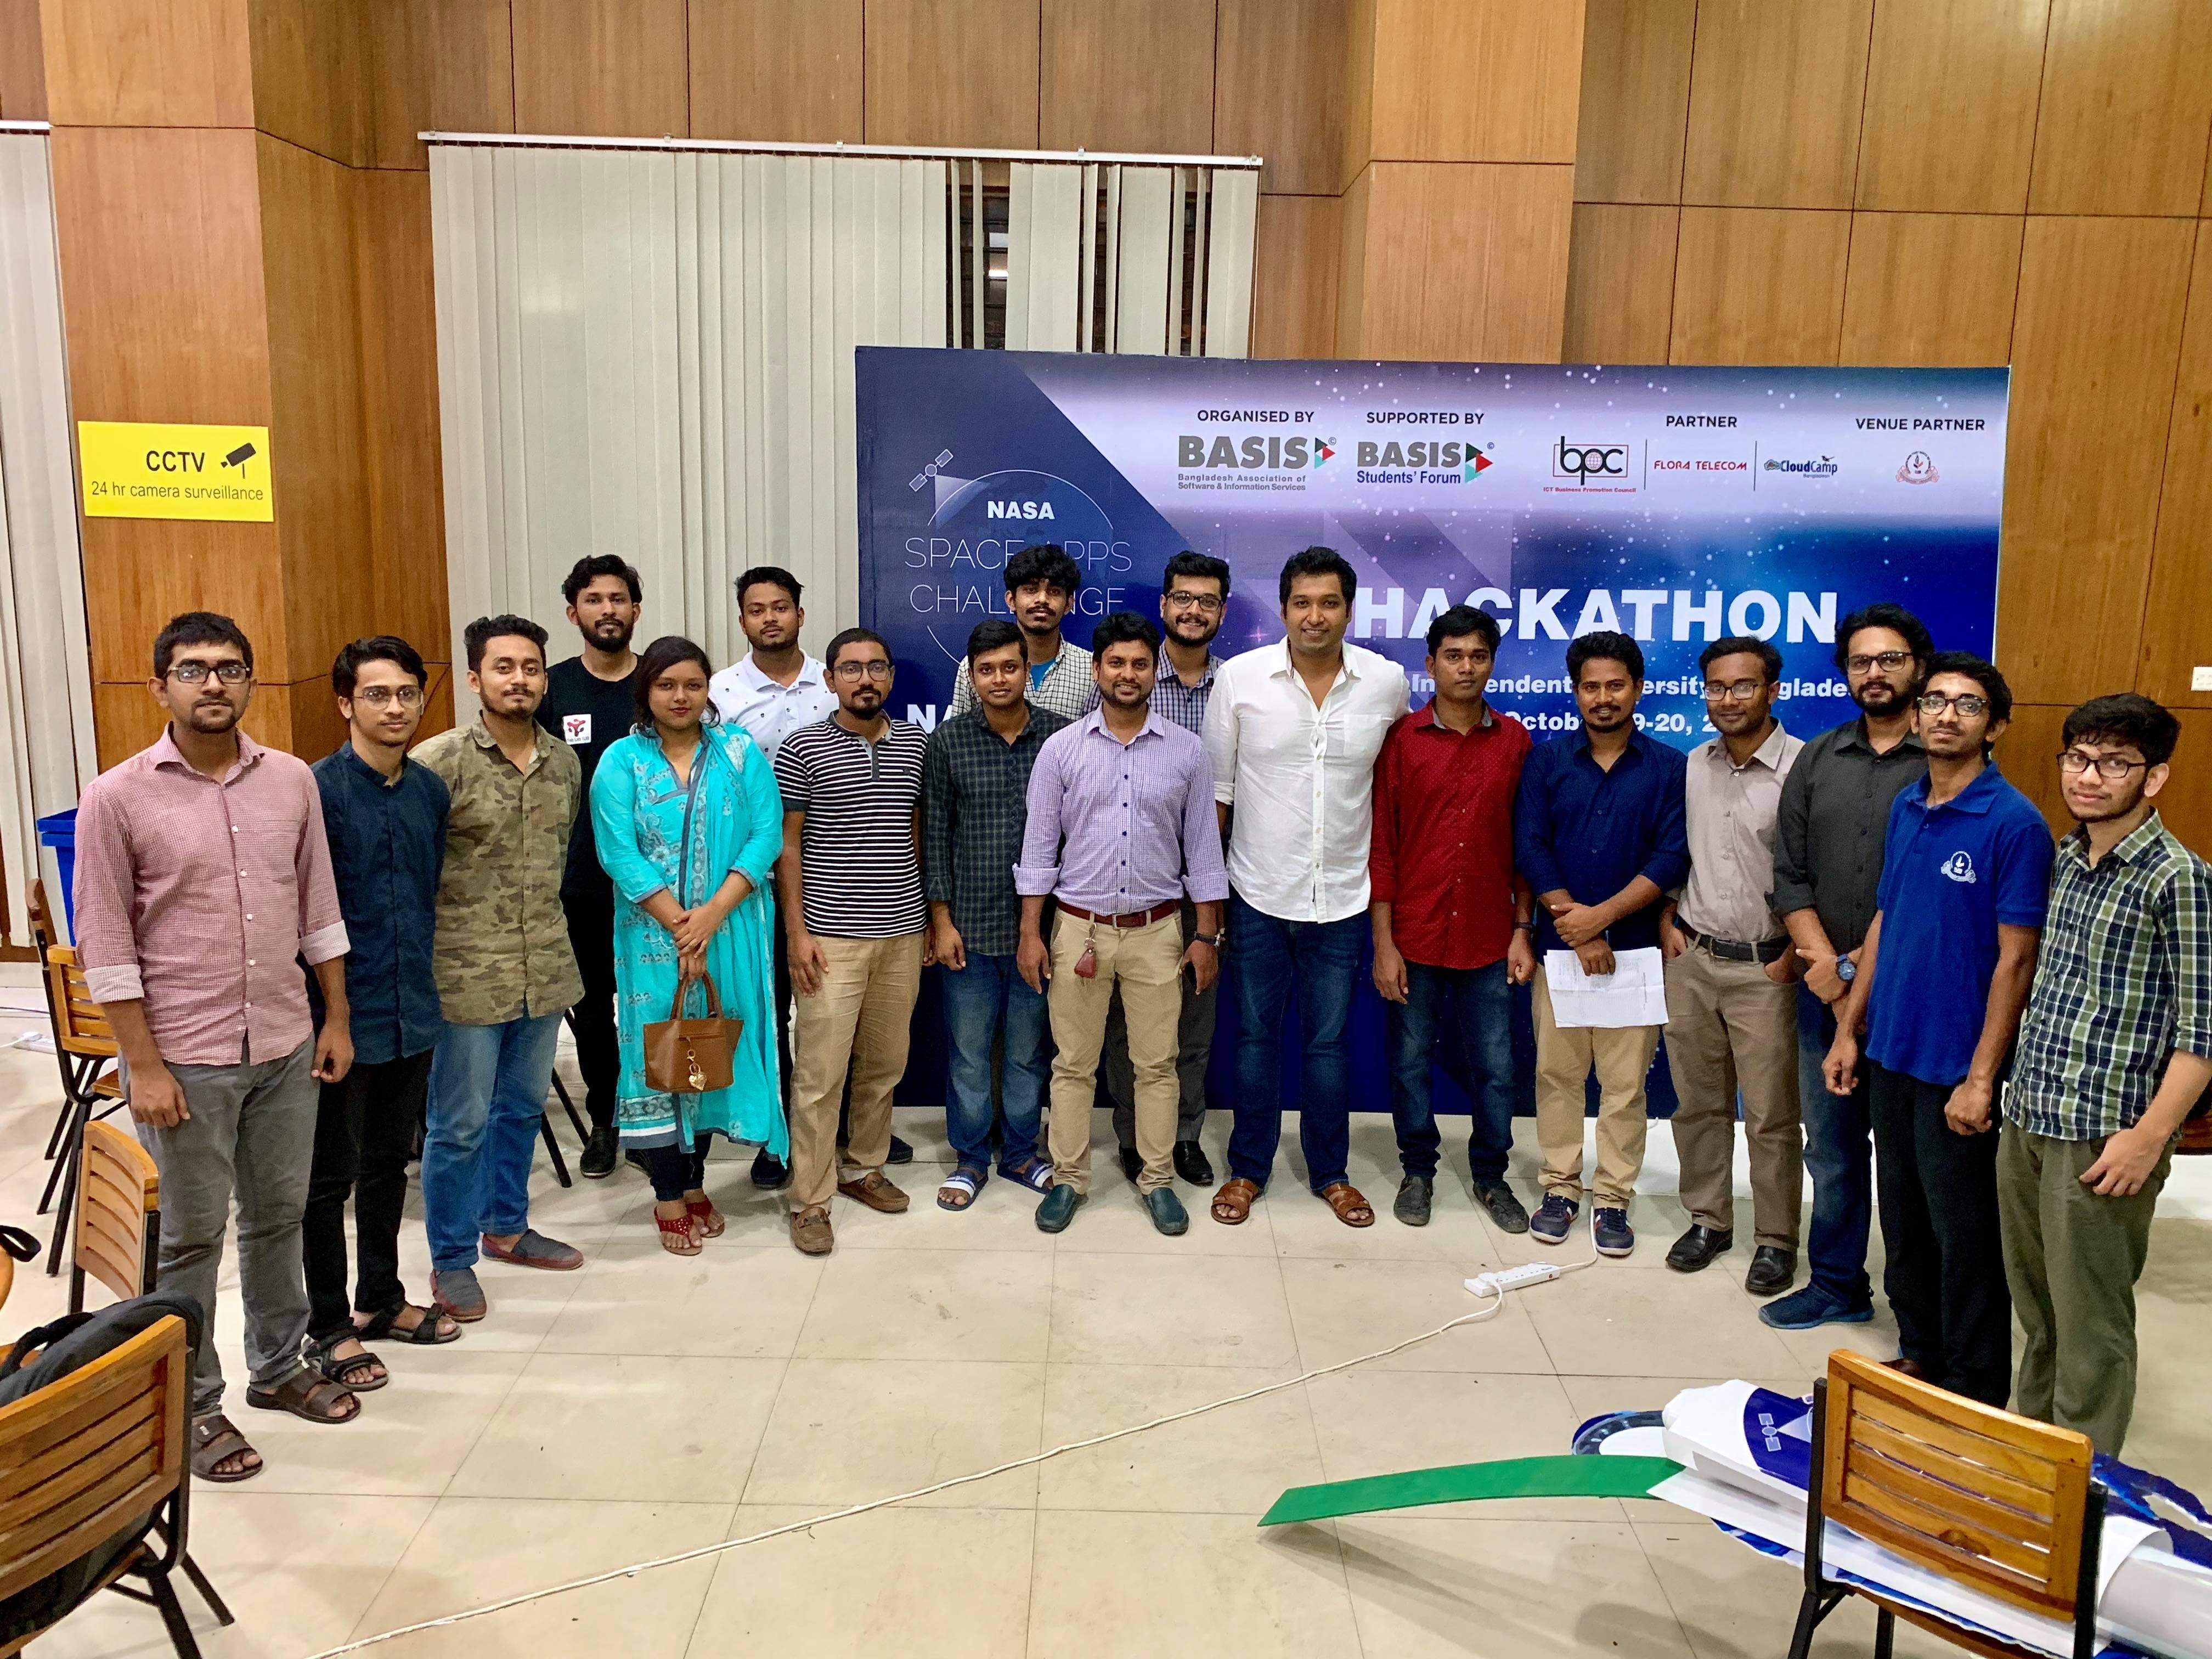 CCTV
24 hr camera surveillance
ORGANISED BY
BASIS
Bangladesh Association of
Software & Information Services
SUPPORTED BY
BASIS
Students' Forum
PARTNER
bpc
ICT Business Promotion Council
FLORA TELECOM
CloudCamp
Bangladesh
VENUE PARTNER
NASA
SPACE APPS
CHALLENGE
HACKATHON